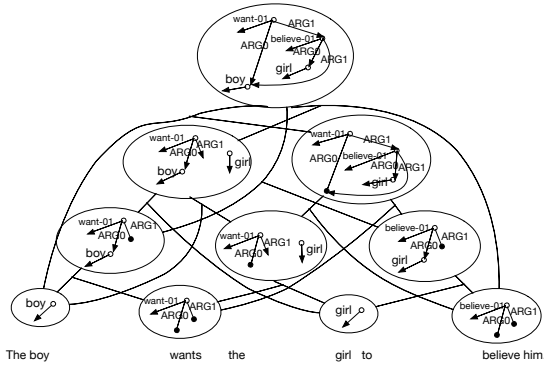 want-01 ARG1
believe-01
ARG0 ARG0 ARG1
girl
boy
want-01 ARG1
ARG0 ARG1 girl
boy
want-01 ARG1
ARG0 believe-01
ARG0 ARG1
girl
want-01 ARG1
ARG0
boy
want-01 ARG1 girl
ARG0
believe-01 ARG1
ARG0
girl
boy
want-01 ARG1
ARG0
girl
believe-01 ARG1
ARG0
The boy wants the girl to believe him